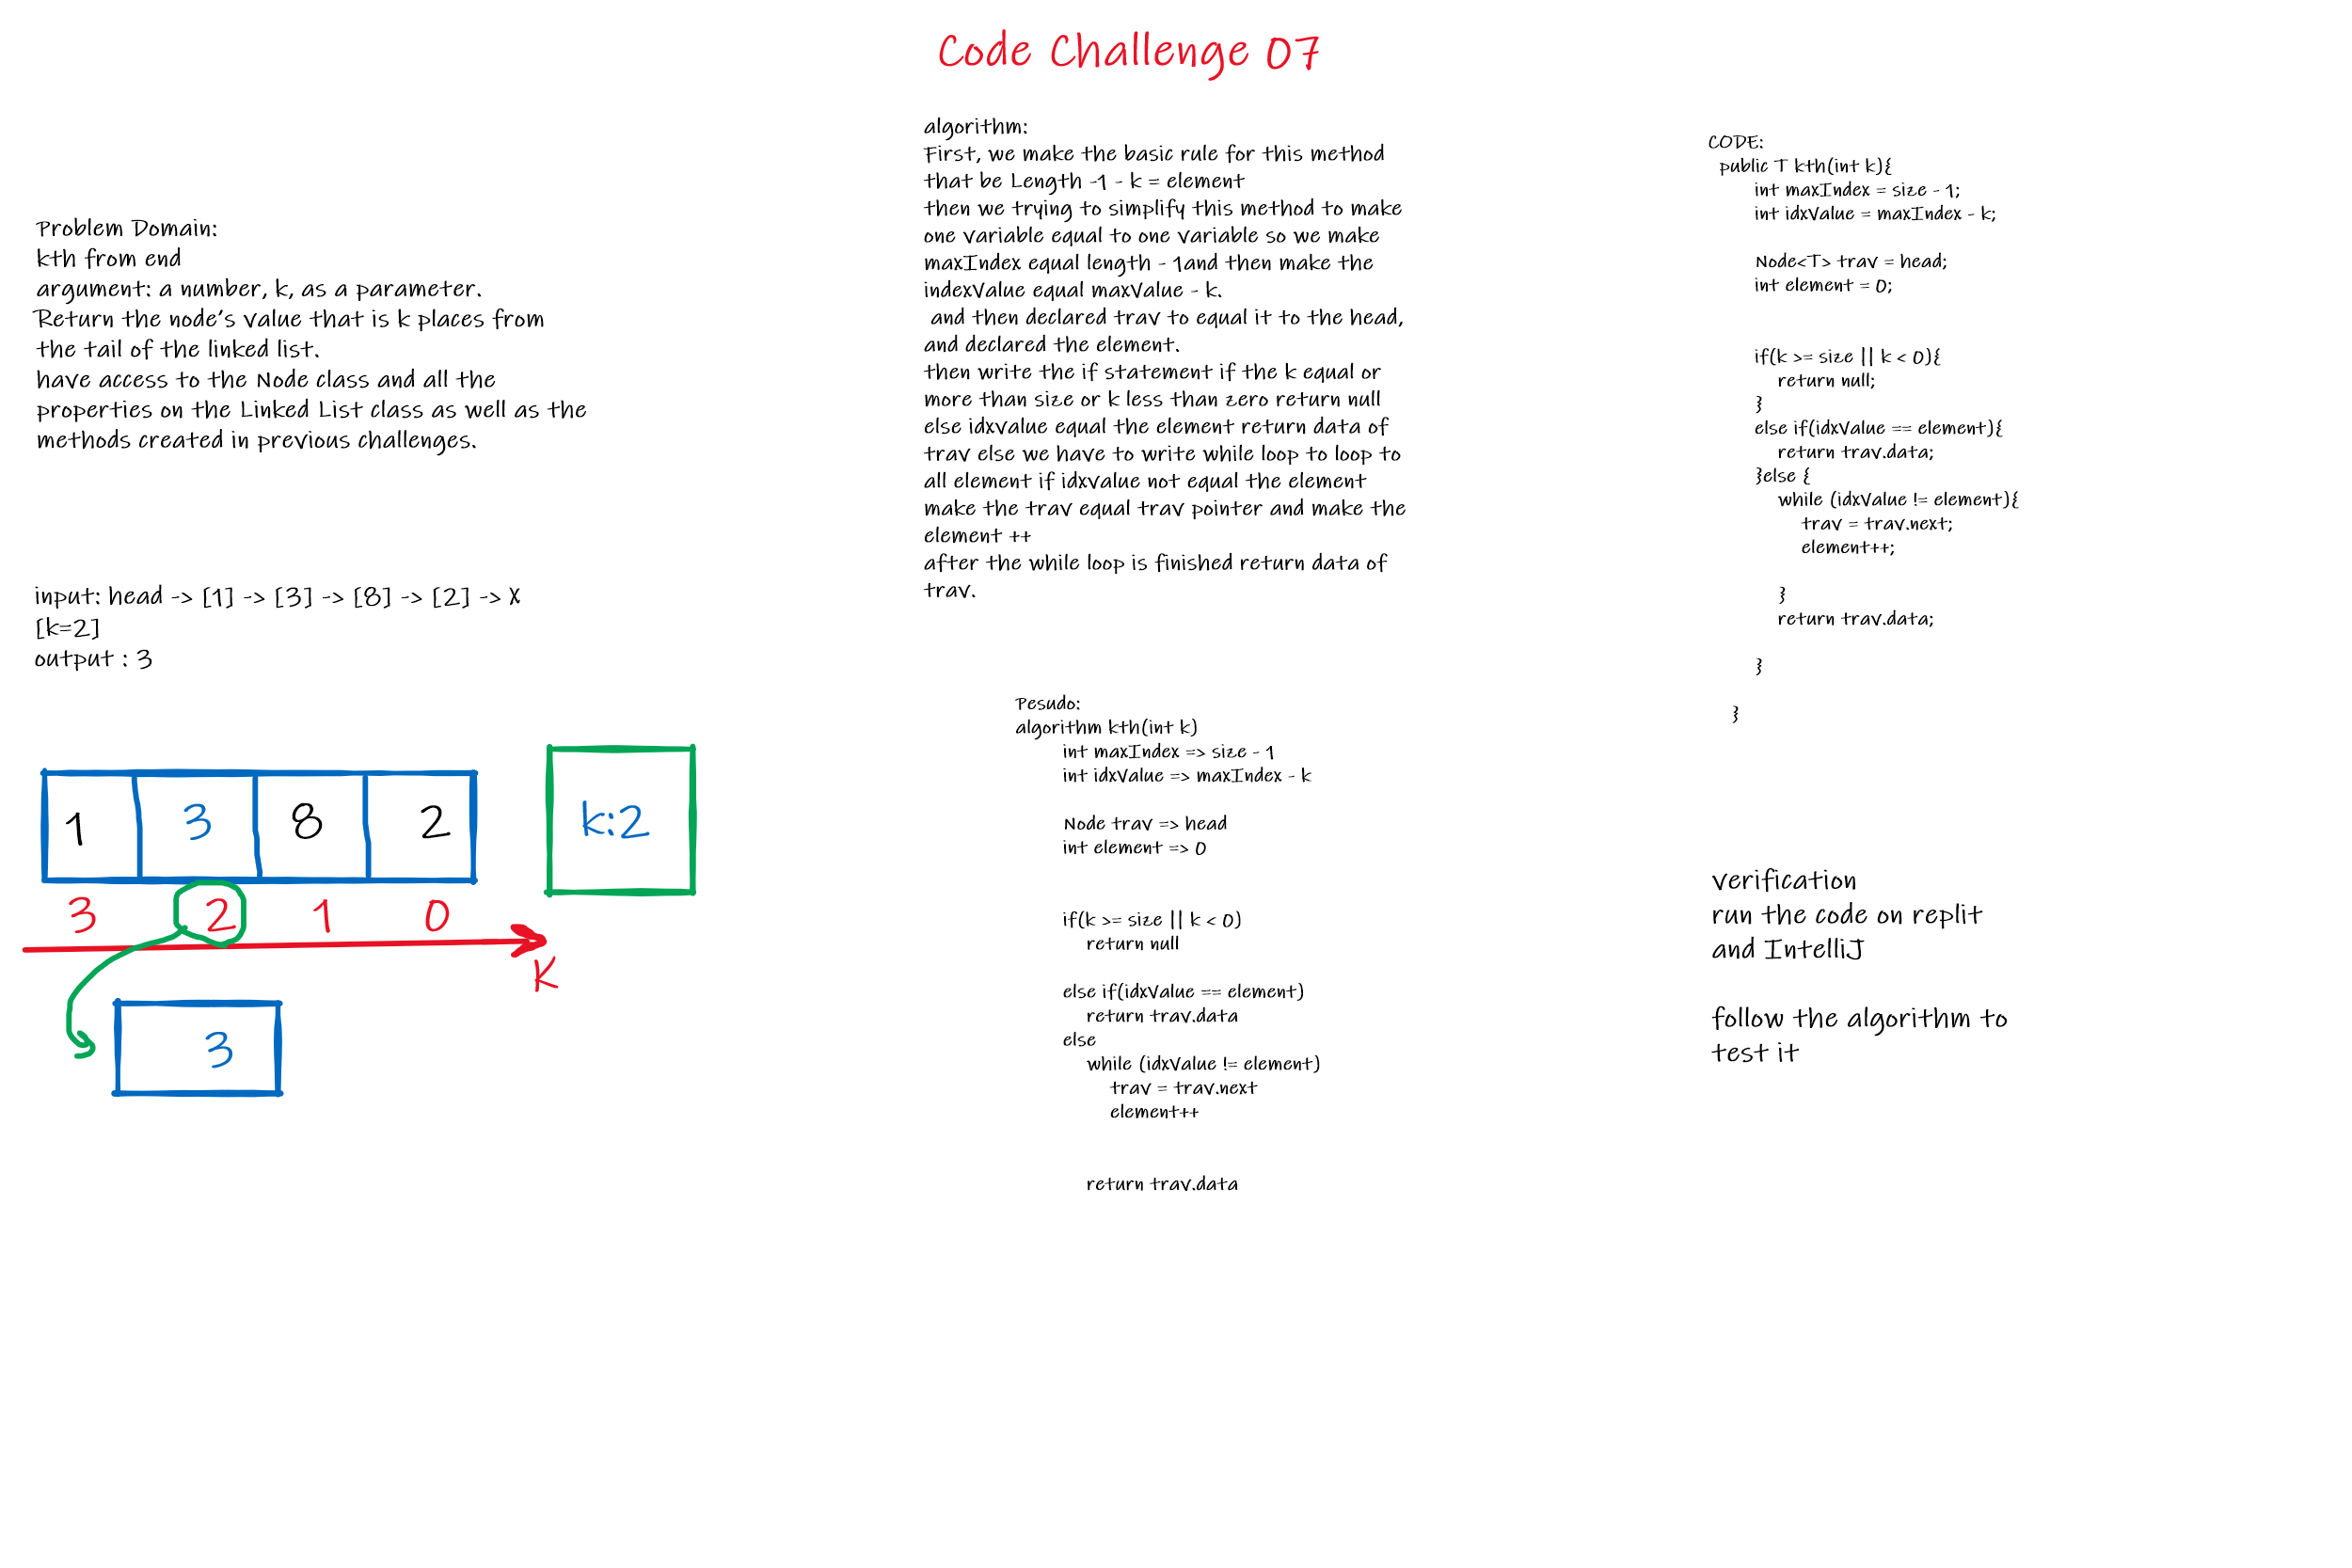 Code Challenge 07
Problem Domain:
kth from end
argument: a number, k, as a parameter.
Return the node's value that is k places from
the tail of the linked list.
have access to the Node class and all the
properties on the Linked List class as well as the
methods created in previous challenges.
input: head -> [1] -> [3] -> [8] -> [2] -> X
[k=2]
output : 3
1 3 8 2
k:2
3 2 1 0
K
3
algorithm:
First, we make the basic rule for this method
that be Length -1 - k = element
then we trying to simplify this method to make
one variable equal to one variable so we make
maxIndex equal length - 1and then make the
indexValue equal maxValue - k.
and then declared trav to equal it to the head,
and declared the element.
then write the if statement if the k equal or
more than size or k less than zero return null
else idxvalue equal the element return data of
trav else we have to write while loop to loop to
all element if idxvalue not equal the element
make the trav equal trav pointer and make the
element ++
after the while loop is finished return data of
trav.
Pesudo:
algorithm kth(int k)
int maxIndex => size - 1
int idxValue => maxIndex - k
Node trav => head
int element => 0
if(k >= size || k < 0)
return null
else if(idxValue == element)
return trav.data
else
while (idxValue != element)
trav = trav.next
element++
return trav.data
CODE:
public T kth(int k){
int maxIndex = size - 1;
int idxValue = maxIndex - k;
Node<T> trav = head;
int element = 0;
if(k >= size || k < 0){
return null;
}
else if(idxValue == element){
return trav.data;
}else {
while (idxValue != element){
trav = trav.next;
element++;
}
return trav.data;
}
}
verification
run the code on replit
and IntelliJ
follow the algorithm to
test it